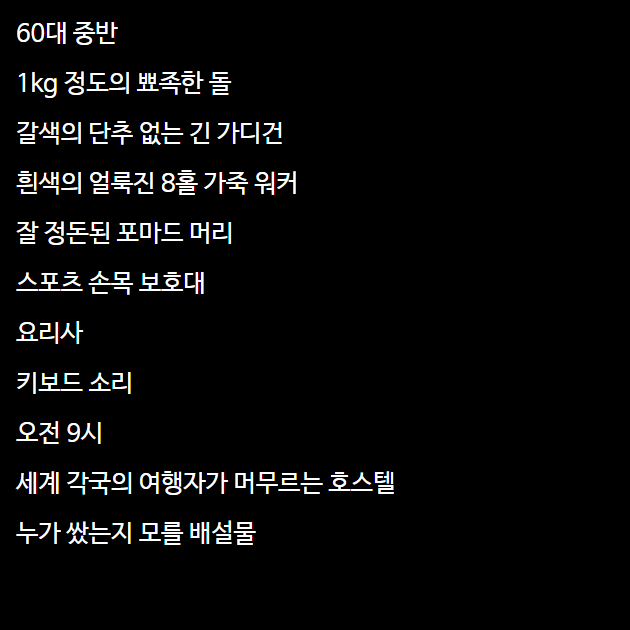 60대 중반
1kg 정도의 뾰족한 돌
갈색의 단추 없는 긴 가디건
흰색의 얼룩진 8홀 가죽 워커
잘 정돈된 포마드 머리
스포츠 손목 보호대
요리사
키보드 소리
오전 9시
세계 각국의 여행자가 머무르는 호스텔
누가 쌌는지 모를 배설물